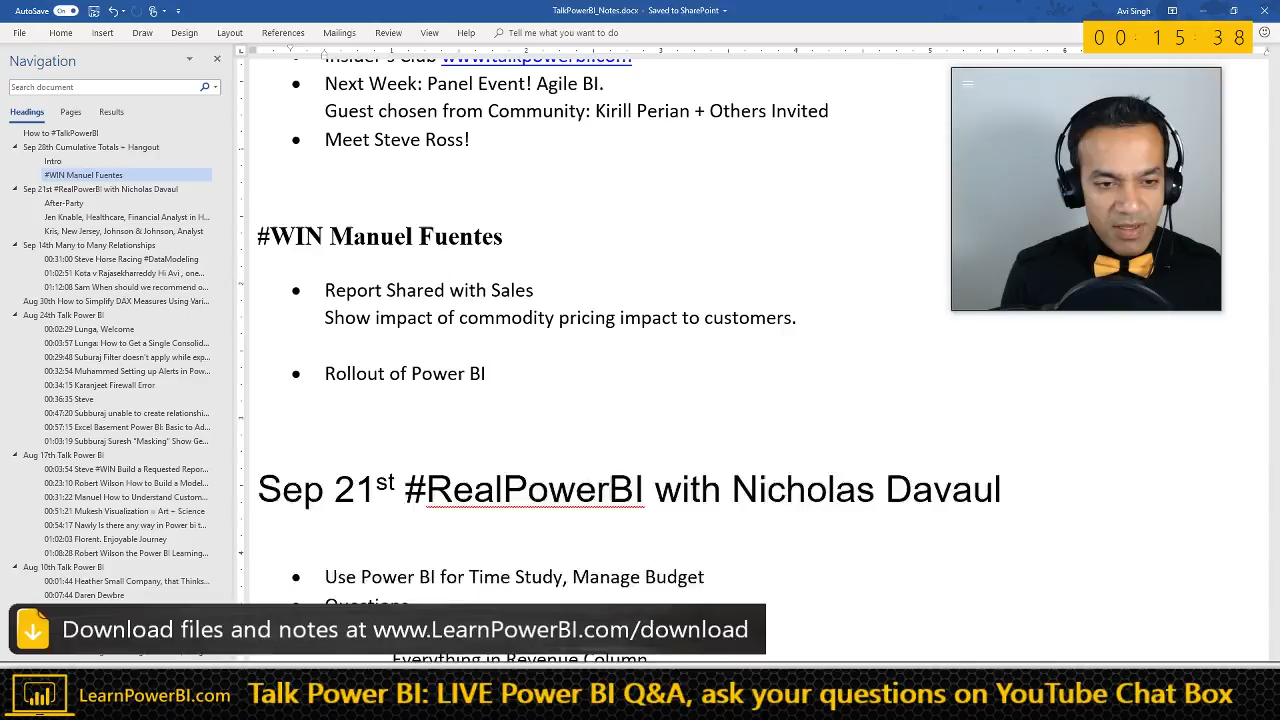 AutoSave On TalkPowerBI_Notes.docx - Saved to SharePoint Avi Singh
File Home Insert Draw Design Layout References Mailings Review View Help Tell me what you want to do
00:15:38
Navigation
Search document
Headings Pages Results
How to #TalkPowerBI
Sep 28th Cumulative Totals ~ Hangout
Intro
#WIN Manuel Fuentes
Sep 21st #RealPowerBI with Nicholas Davaul
After-Party
Jen Knable, Healthcare, Financial Analyst in H...
Kris, New Jersey, Johnson & Johnson, Analyst
Sep 14th Many to Many Relationships
00:31:00 Steve Horse Racing #DataModeling
01:02:51 Kota v Rajasekharreddy Hi Avi , one...
01:12:08 Sam When should we recommend o...
Aug 30th How to Simplify DAX Measures Using Vari...
Aug 24th Talk Power BI
00:02:29 Lunga, Welcome
00:03:57 Lunga: How to Get a Single Consolid...
00:29:48 Suburaj Filter doesn't apply while exp...
00:32:54 Muhammed Setting up Alerts in Pow...
00:34:15 Karanjeet Firewall Error
00:36:35 Steve
00:47:20 Subburaj unable to create relationshi...
00:57:15 Excel Basement Power BI: Basic to Ad...
01:03:19 Subburaj Suresh "Masking" Show Ge...
Aug 17th Talk Power BI
00:03:54 Steve #WIN Build a Requested Repor...
00:23:10 Robert Wilson How to Build a Model...
00:31:22 Manuel How to Understand Custom...
00:51:21 Mukesh Visualization = Art + Science
00:54:17 Nawly Is there any way in Power bi t...
01:02:03 Florent. Enjoyable Journey
01:08:28 Robert Wilson the Power BI Learning...
Aug 10th Talk Power BI
00:01:44 Heather Small Company, that Thinks...
00:07:44 Daren Dewbre
Insider's Club www.talkpowerbi.com
Next Week: Panel Event! Agile BI.
Guest chosen from Community: Kirill Perian + Others Invited
Meet Steve Ross!
#WIN Manuel Fuentes
Report Shared with Sales
Show impact of commodity pricing impact to customers.
Rollout of Power BI
Sep 21st #RealPowerBI with Nicholas Davaul
Use Power BI for Time Study, Manage Budget
Questions
Everything in Revenue Column
Download files and notes at www.LearnPowerBI.com/download
LearnPowerBI.com Talk Power BI: LIVE Power BI Q&A, ask your questions on YouTube Chat Box